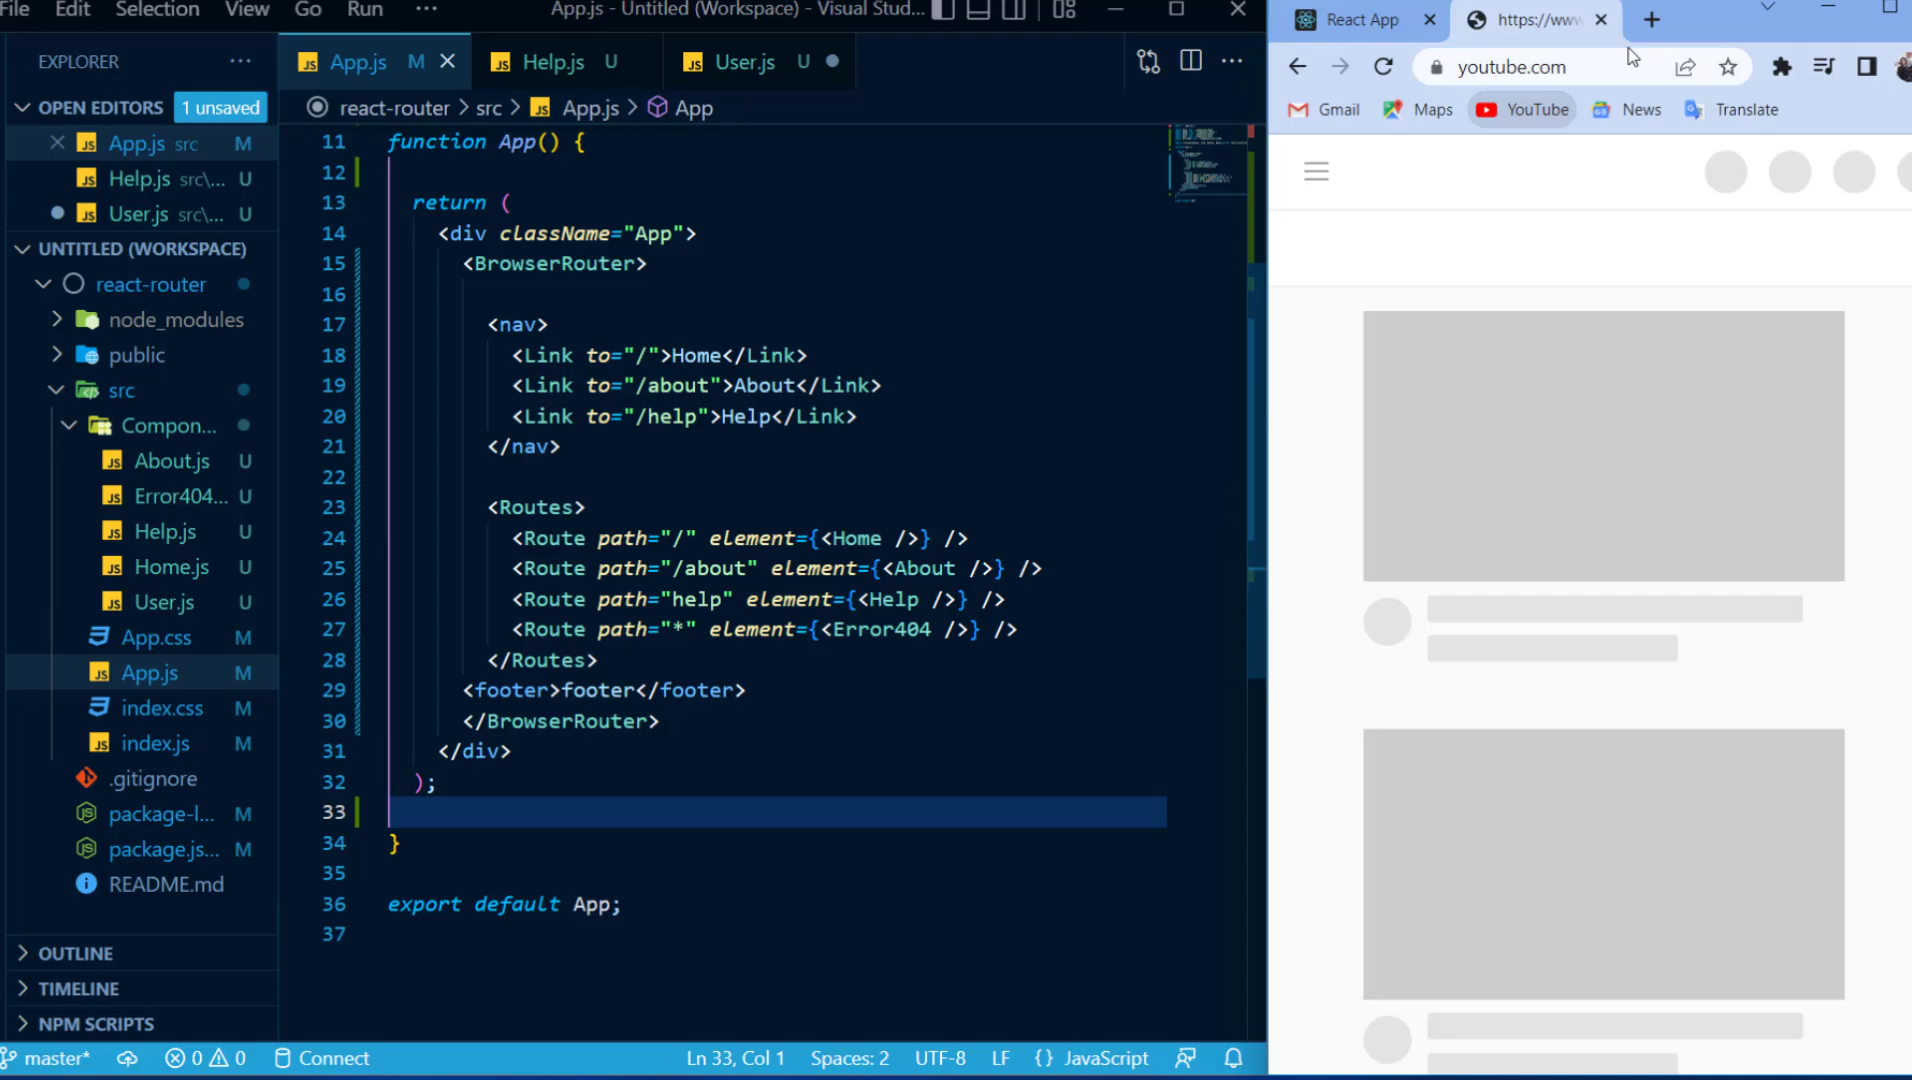 File Edit Selection View Go Run ··· App.js - Untitled (Workspace) - Visual Stud...
EXPLORER ···
OPEN EDITORS 1 unsaved
App.js src M
Help.js src\... U
User.js src\... U
UNTITLED (WORKSPACE)
react-router
node_modules
public
src
Compon...
About.js U
Error404... U
Help.js U
Home.js U
User.js U
App.css M
App.js M
index.css M
index.js M
.gitignore
package-l... M
package.js... M
README.md
OUTLINE
TIMELINE
NPM SCRIPTS
App.js M Help.js U User.js U
react-router > src > App.js > App
11 function App() {
12
13 return (
14 <div className="App">
15 <BrowserRouter>
16
17 <nav>
18 <Link to="/">Home</Link>
19 <Link to="/about">About</Link>
20 <Link to="/help">Help</Link>
21 </nav>
22
23 <Routes>
24 <Route path="/" element={<Home />} />
25 <Route path="/about" element={<About />} />
26 <Route path="help" element={<Help />} />
27 <Route path="*" element={<Error404 />} />
28 </Routes>
29 <footer>footer</footer>
30 </BrowserRouter>
31 </div>
32 );
33
34 }
35
36 export default App;
37
master* 0 0 Connect Ln 33, Col 1 Spaces: 2 UTF-8 LF {} JavaScript
React App https://www
youtube.com
Gmail Maps YouTube News Translate